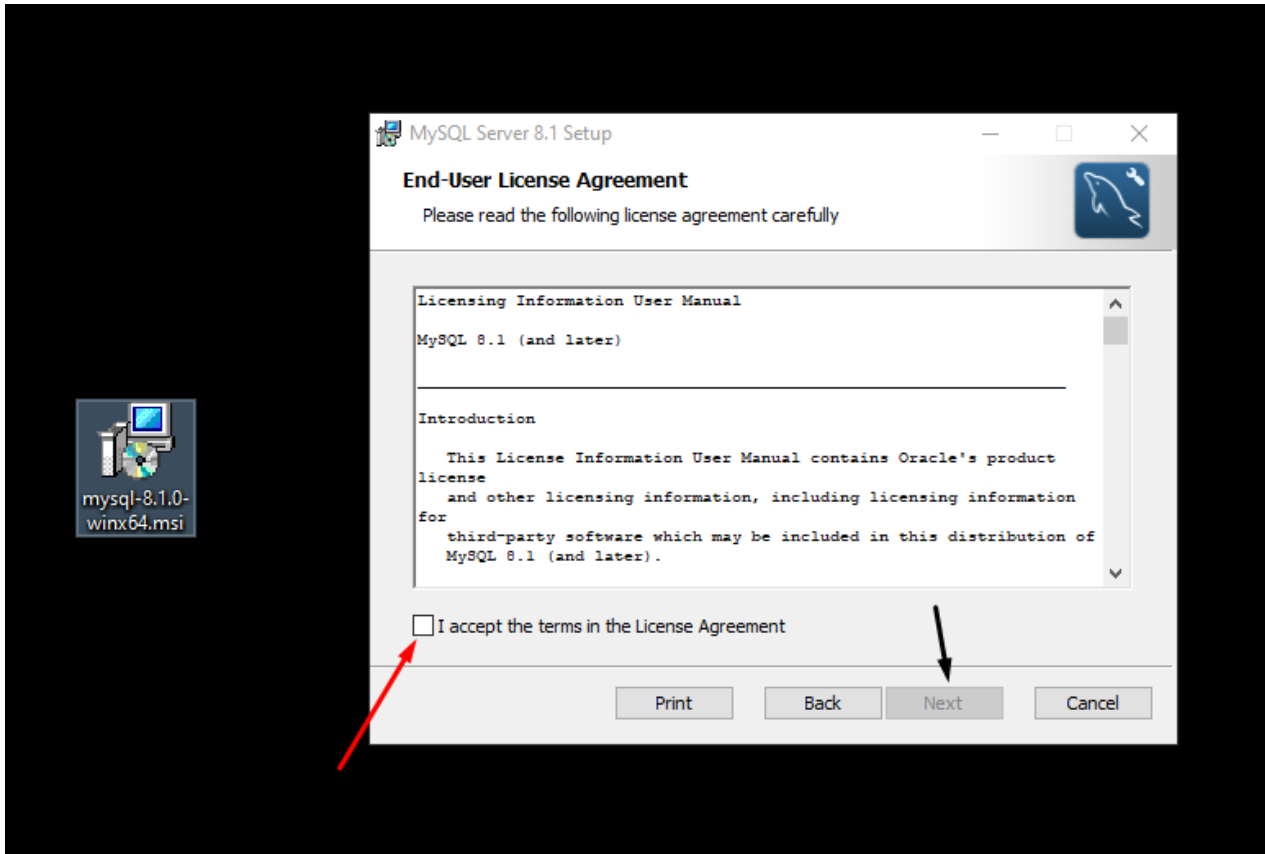 MySQL Server 8.1 Setup
End-User License Agreement
Please read the following license agreement carefully
Licensing Information User Manual
MySQL 8.1 (and later)
Introduction
This License Information User Manual contains Oracle's product
license
and other licensing information, including licensing information
for
third-party software which may be included in this distribution of
MySQL 8.1 (and later).
mysql-8.1.0-
winx64.msi
I accept the terms in the License Agreement
Print Back Next Cancel